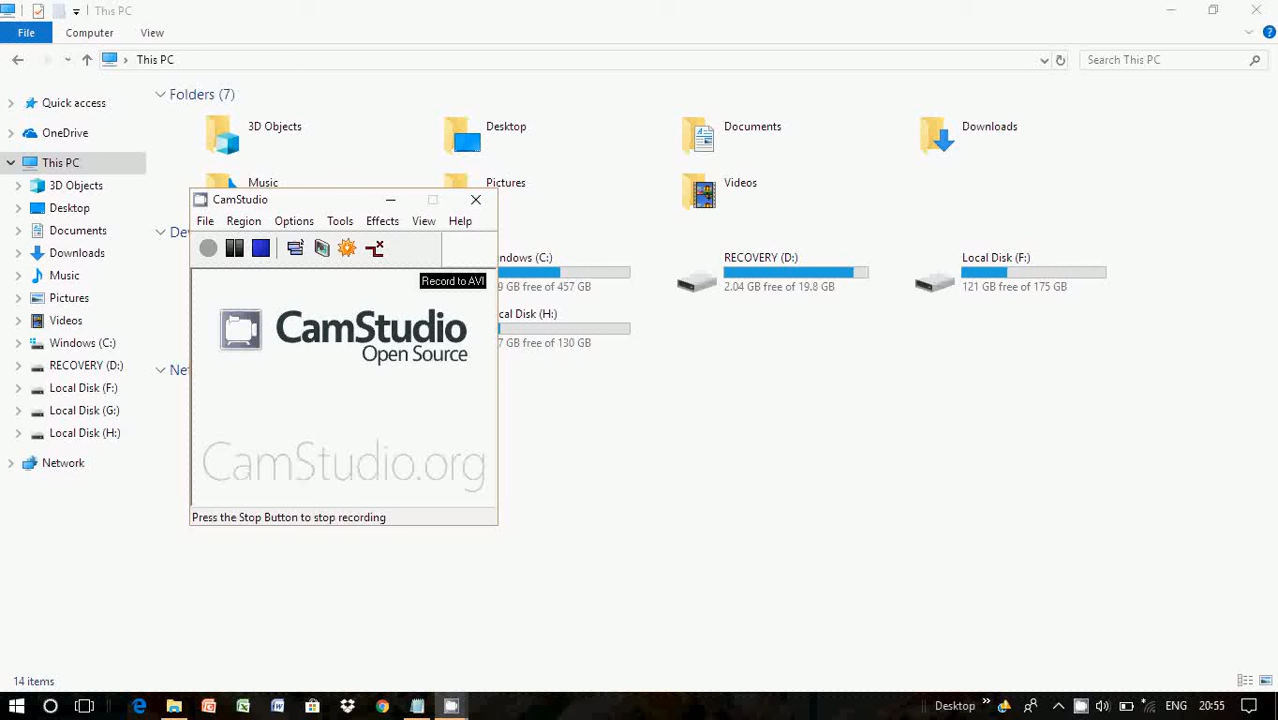 This PC
File Computer View
This PC
Search This PC
Quick access
OneDrive
This PC
3D Objects
Desktop
Documents
Downloads
Music
Pictures
Videos
Windows (C:)
RECOVERY (D:)
Local Disk (F:)
Local Disk (G:)
Local Disk (H:)
Network
Folders (7)
3D Objects
Desktop
Documents
Downloads
Music
Pictures
Videos
RECOVERY (D:)
2.04 GB free of 19.8 GB
Local Disk (F:)
121 GB free of 175 GB
GB free of 457 GB
GB free of 130 GB
CamStudio
File Region Options Tools Effects View Help
Record to AVI
CamStudio
Open Source
CamStudio.org
Press the Stop Button to stop recording
14 items
Desktop
ENG
20:55